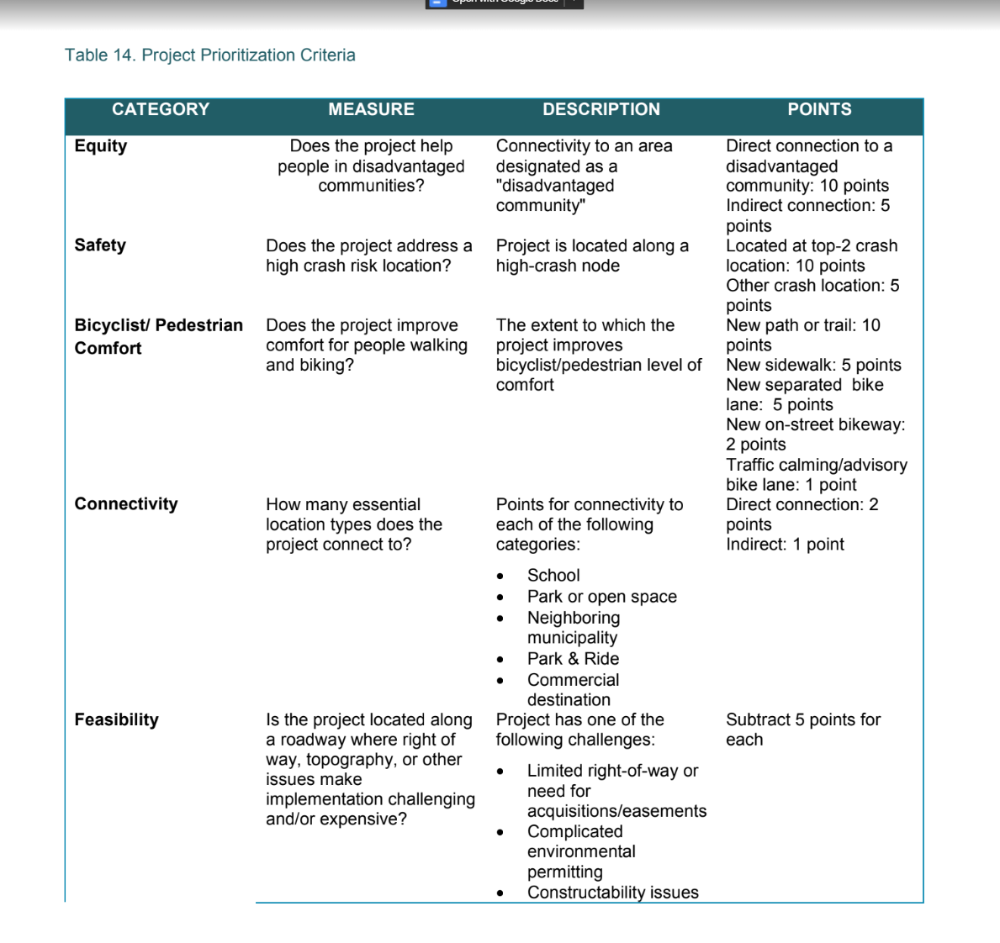 Open with Google Docs
Table 14. Project Prioritization Criteria
CATEGORY MEASURE DESCRIPTION POINTS
Equity
Does the project help
people in disadvantaged
communities?
Connectivity to an area
designated as a
"disadvantaged
community"
Direct connection to a
disadvantaged
community: 10 points
Indirect connection: 5
points
Safety
Does the project address a
high crash risk location?
Project is located along a
high-crash node
Located at top-2 crash
location: 10 points
Other crash location: 5
points
Bicyclist/ Pedestrian
Comfort
Does the project improve
comfort for people walking
and biking?
The extent to which the
project improves
bicyclist/pedestrian level of
comfort
New path or trail: 10
points
New sidewalk: 5 points
New separated  bike
lane:  5 points
New on-street bikeway:
2 points
Traffic calming/advisory
bike lane: 1 point
Connectivity
How many essential
location types does the
project connect to?
Points for connectivity to
each of the following
categories:
• School
• Park or open space
• Neighboring
municipality
• Park & Ride
• Commercial
destination
Direct connection: 2
points
Indirect: 1 point
Feasibility
Is the project located along
a roadway where right of
way, topography, or other
issues make
implementation challenging
and/or expensive?
Project has one of the
following challenges:
• Limited right-of-way or
need for
acquisitions/easements
• Complicated
environmental
permitting
• Constructability issues
Subtract 5 points for
each